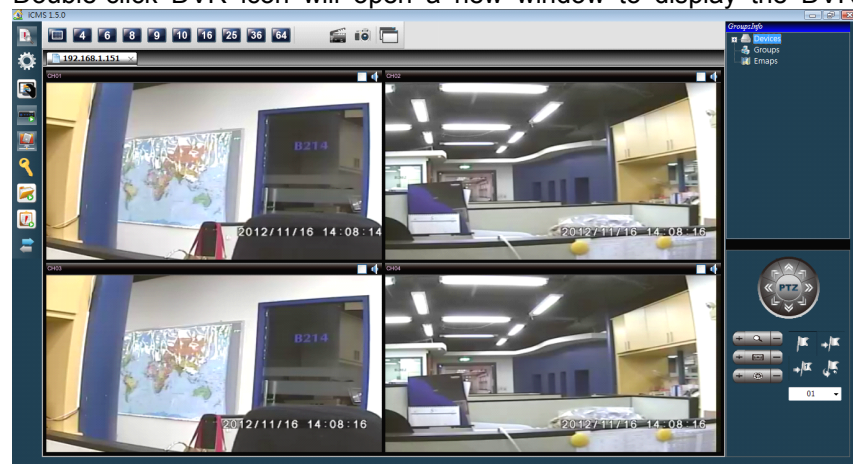 Double-click DVR icon will open a new window to display the DVR
iCMS 1.5.0
4 6 8 9 10 16 25 36 64
GroupsInfo
Devices
Groups
Emaps
192.168.1.151
CH01
CH02
B214
2012/11/16 14:08:14
2012/11/16 14:08:16
CH03
CH04
B214
2012/11/16 14:08:16
2012/11/16 14:08:16
PTZ
01